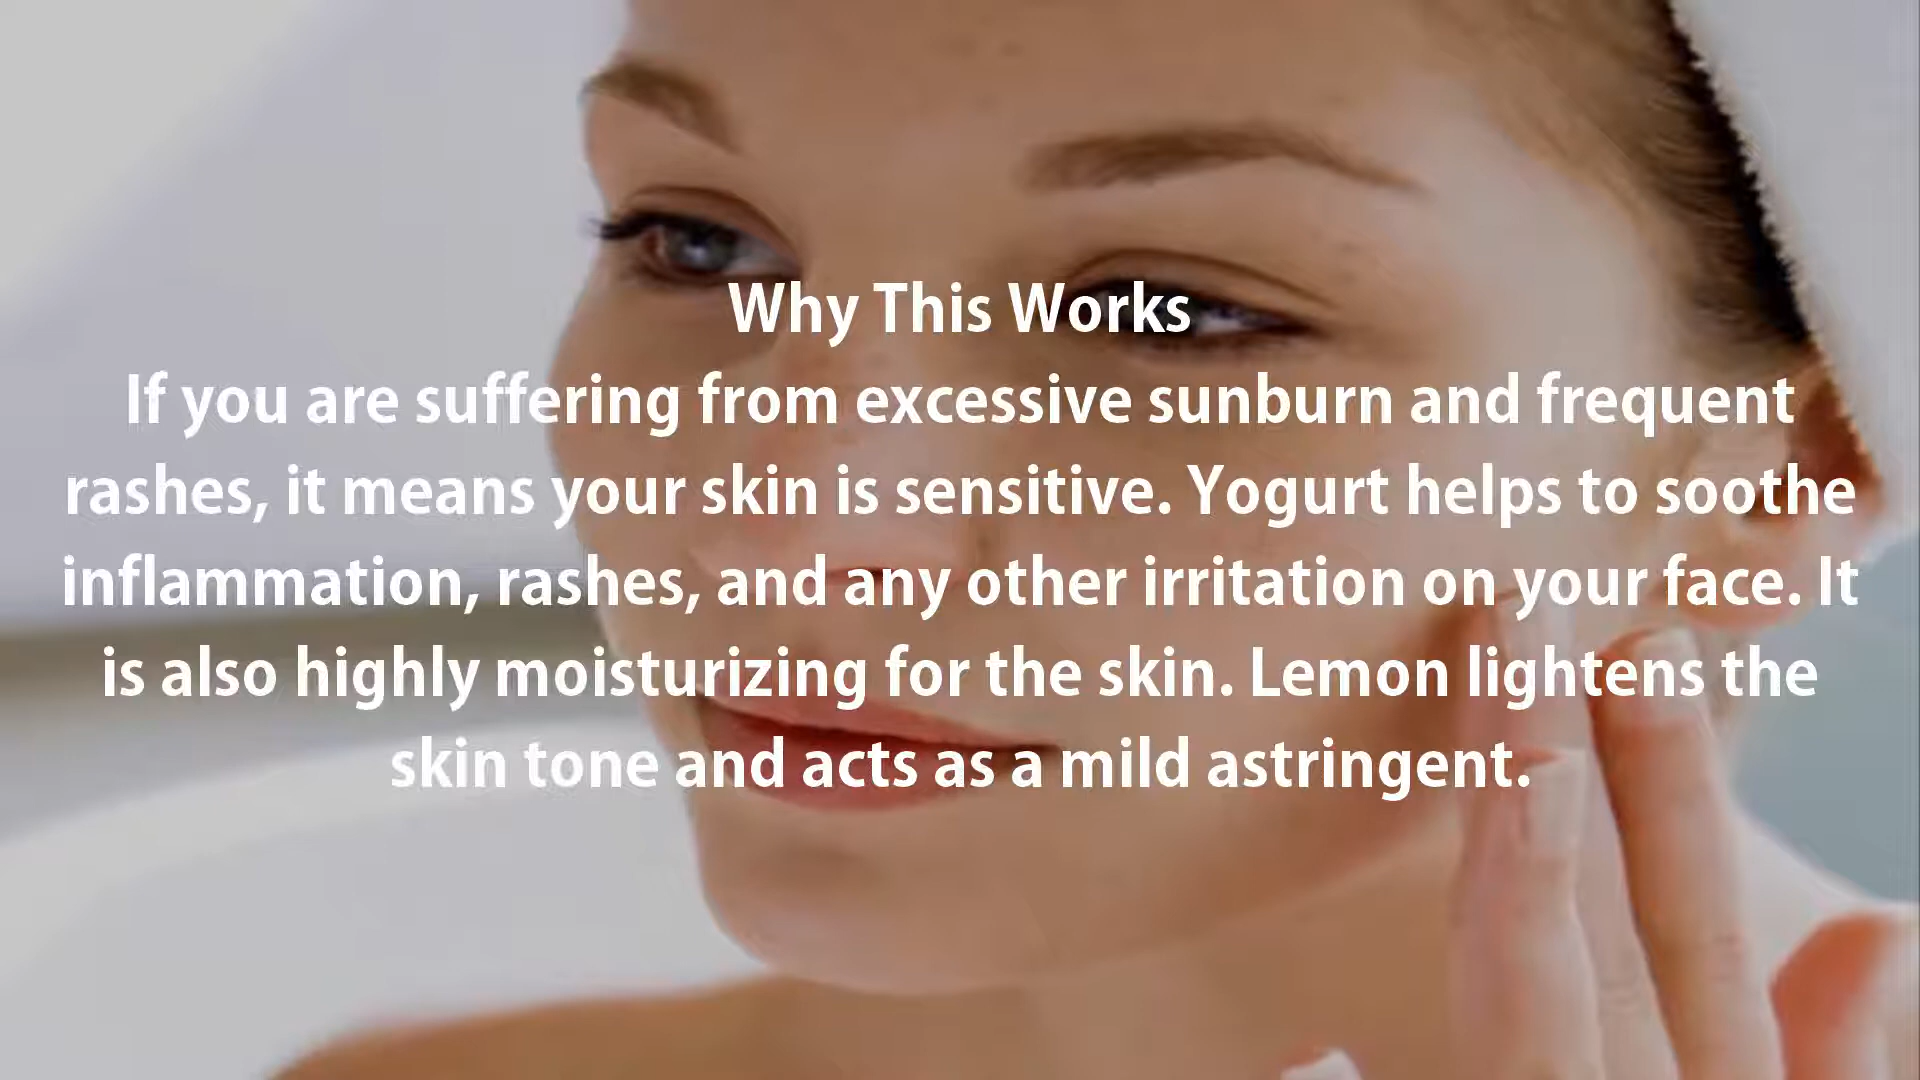 Why This Works
If you are suffering from excessive sunburn and frequent
rashes, it means your skin is sensitive. Yogurt helps to soothe
inflammation, rashes, and any other irritation on your face. It
is also highly moisturizing for the skin. Lemon lightens the
skin tone and acts as a mild astringent.